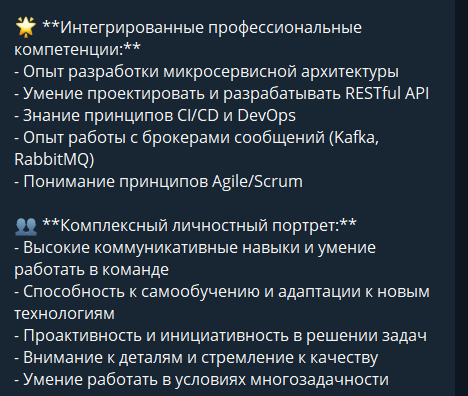 🌟 **Интегрированные профессиональные
компетенции:**
- Опыт разработки микросервисной архитектуры
- Умение проектировать и разрабатывать RESTful API
- Знание принципов CI/CD и DevOps
- Опыт работы с брокерами сообщений (Kafka,
RabbitMQ)
- Понимание принципов Agile/Scrum

👥 **Комплексный личностный портрет:**
- Высокие коммуникативные навыки и умение
работать в команде
- Способность к самообучению и адаптации к новым
технологиям
- Проактивность и инициативность в решении задач
- Внимание к деталям и стремление к качеству
- Умение работать в условиях многозадачности